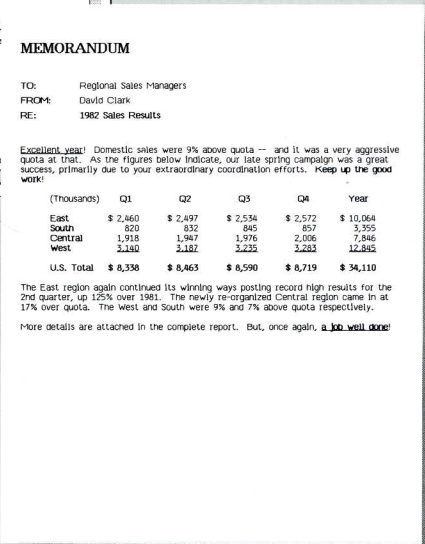 MEMORANDUM
TO: Regional Sales Managers
FROM: David Clark
RE: 1982 Sales Results
Excellent year! Domestic sales were 9% above quota -- and it was a very aggressive
quota at that. As the figures below indicate, our late spring campaign was a great
success, primarily due to your extraordinary coordination efforts. Keep up the good
work!
(Thousands) Q1 Q2 Q3 Q4 Year
East $ 2,460 $ 2,497 $ 2,534 $ 2,572 $ 10,064
South 820 832 845 857 3,355
Central 1,918 1,947 1,976 2,006 7,846
West 3,140 3,187 3,235 3,283 12,845
U.S. Total $ 8,338 $ 8,463 $ 8,590 $ 8,719 $ 34,110
The East region again continued its winning ways posting record high results for the
2nd quarter, up 125% over 1981. The newly re-organized Central region came in at
17% over quota. The West and South were 9% and 7% above quota respectively.
More details are attached in the complete report. But, once again, a job well done!